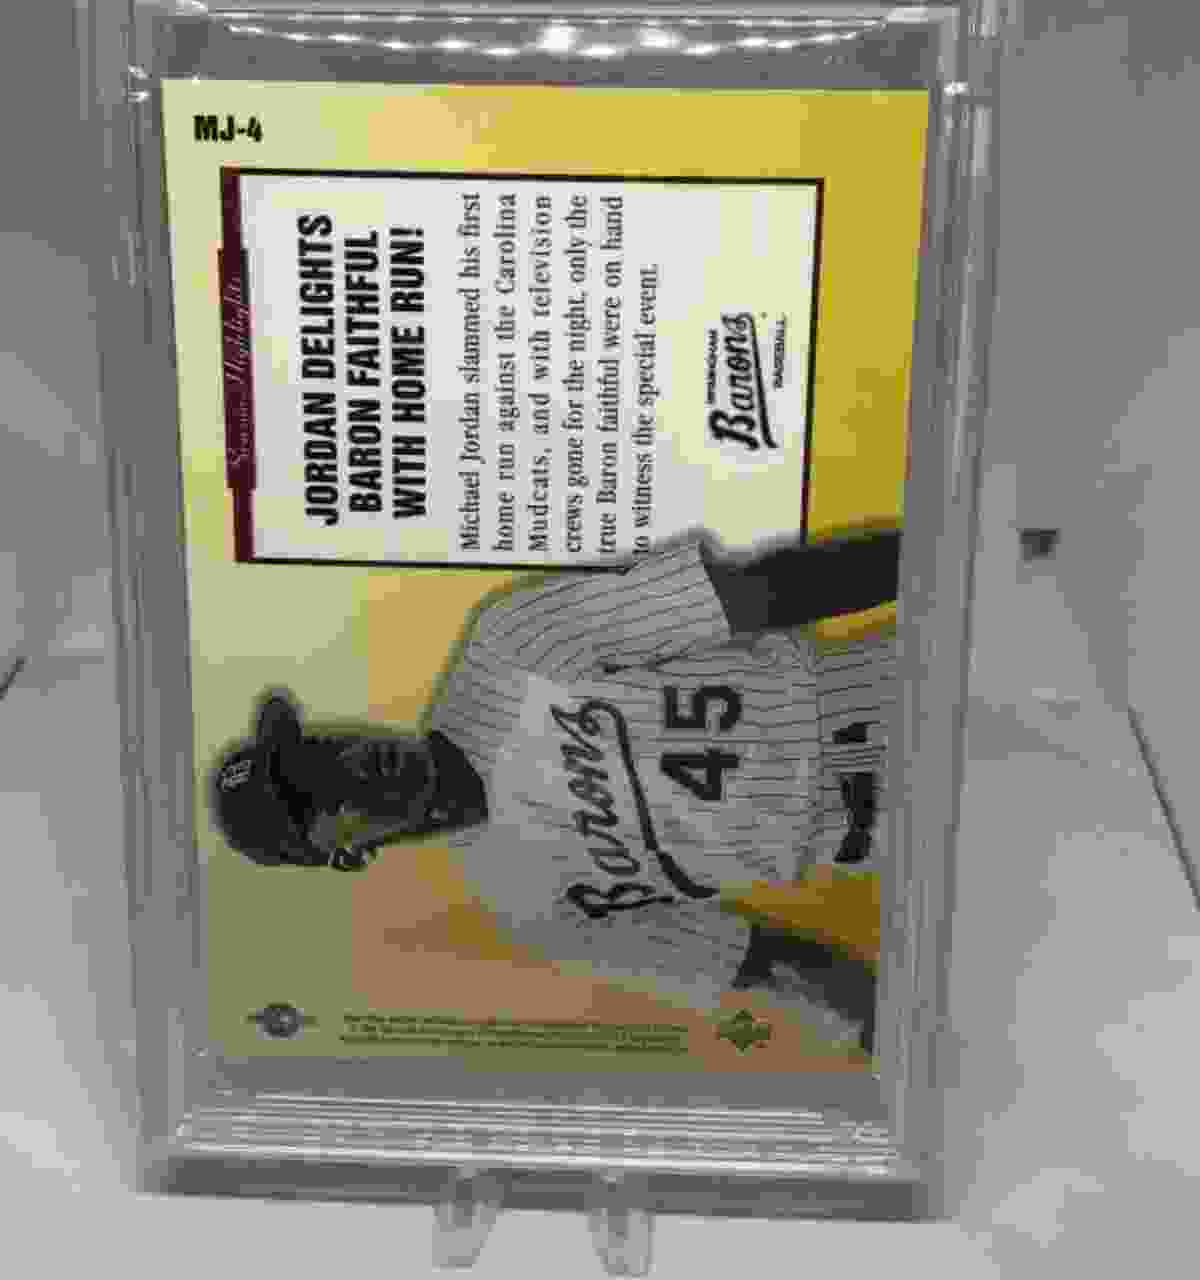 MJ-4
Season Highlights
JORDAN DELIGHTS
BARON FAITHFUL
WITH HOME RUN!
Michael Jordan slammed his first
home run against the Carolina
Mudcats, and with television
crews gone for the night, only the
true Baron faithful were on hand
to witness the special event.
BIRMINGHAM
Barons
BASEBALL
B
Barons
45